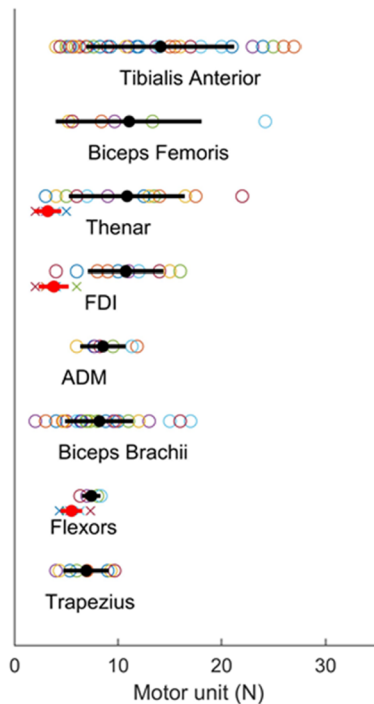 Tibialis Anterior
Biceps Femoris
Thenar
FDI
ADM
Biceps Brachii
Flexors
Trapezius
0 10 20 30
Motor unit (N)